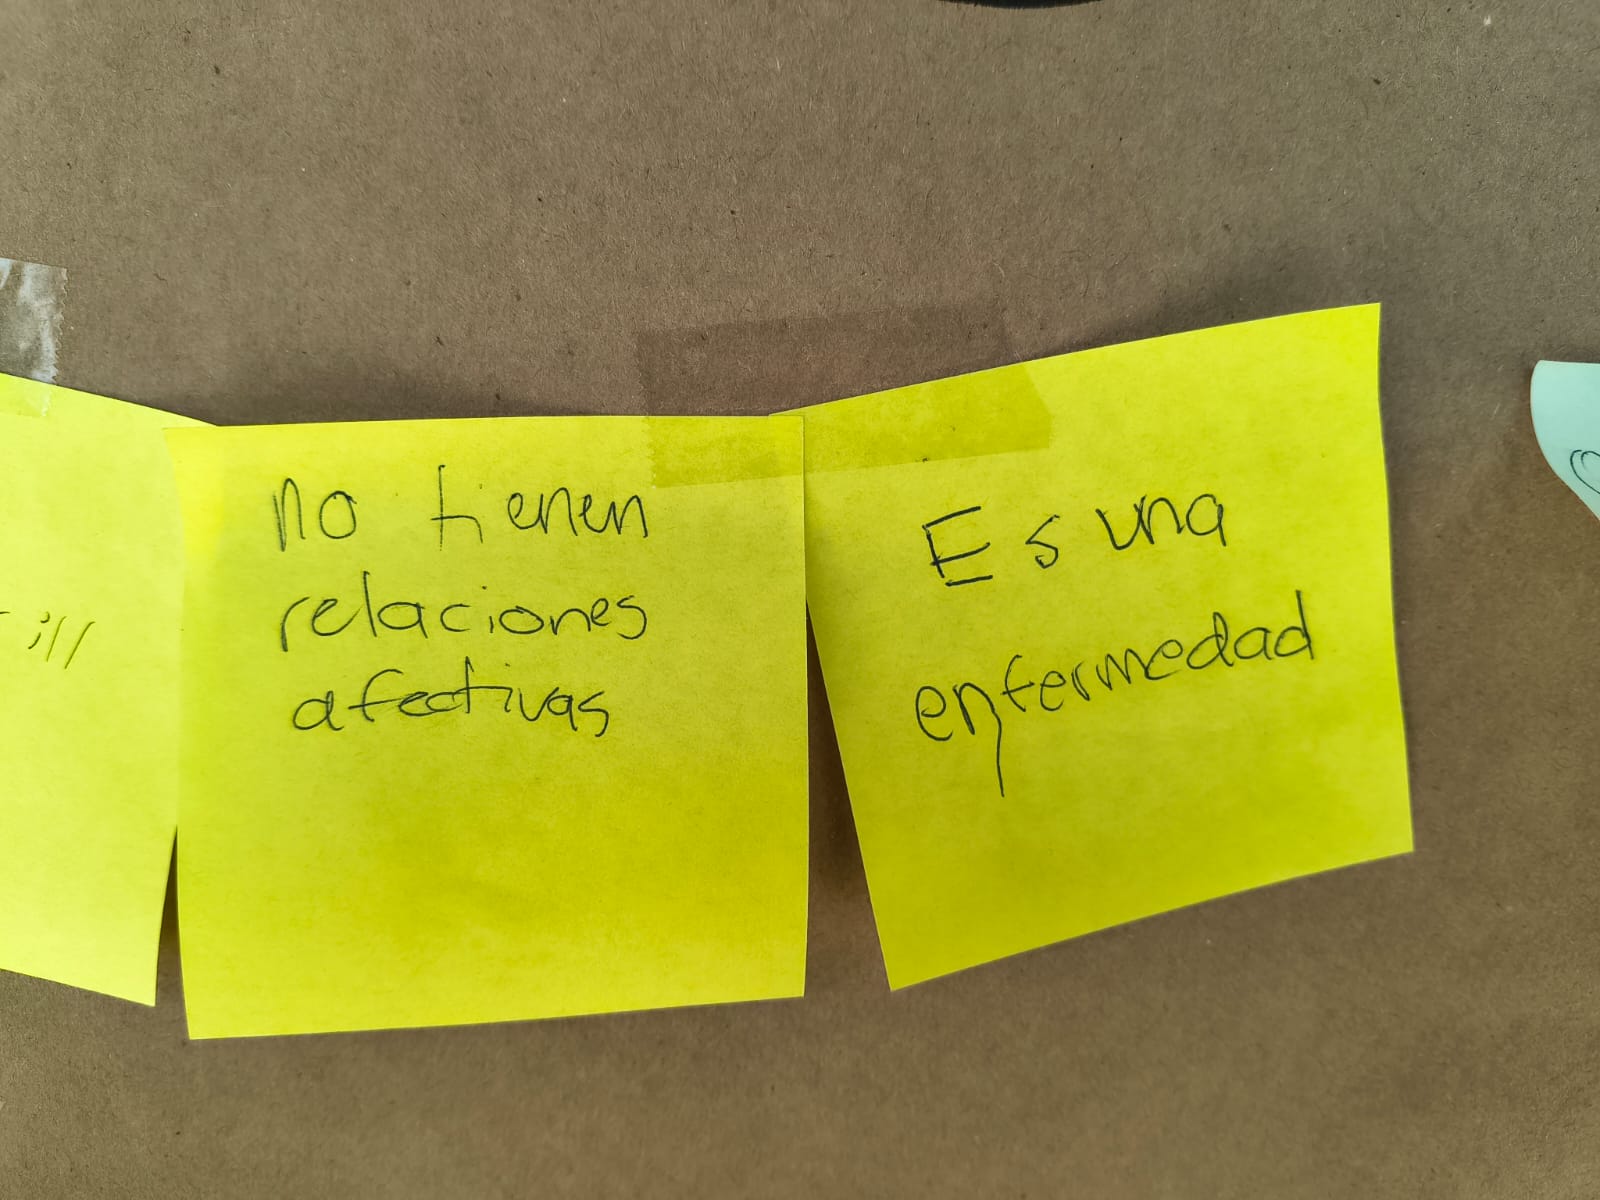 no tienen
relaciones
afectivas
Es una
enfermedad